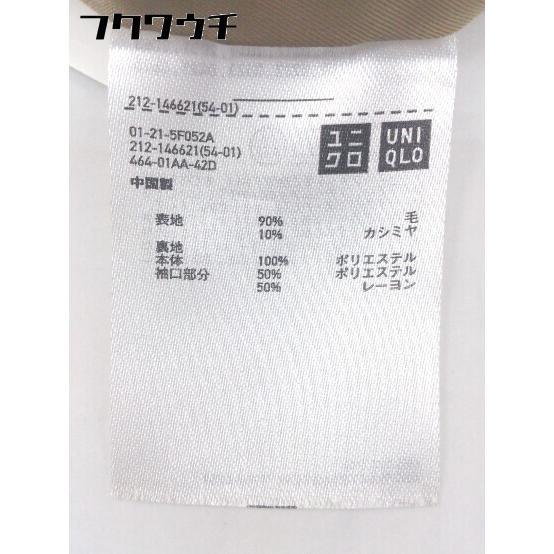 フクワウチ
212-146621(54-01)
01-21-5F052A
212-146621(54-01)
464-01AA-42D
中国製
ユニ
クロ
UNI
QLO
表地 90% 毛
10% カシミヤ
裏地
本体 100% ポリエステル
袖口部分 50% ポリエステル
50% レーヨン